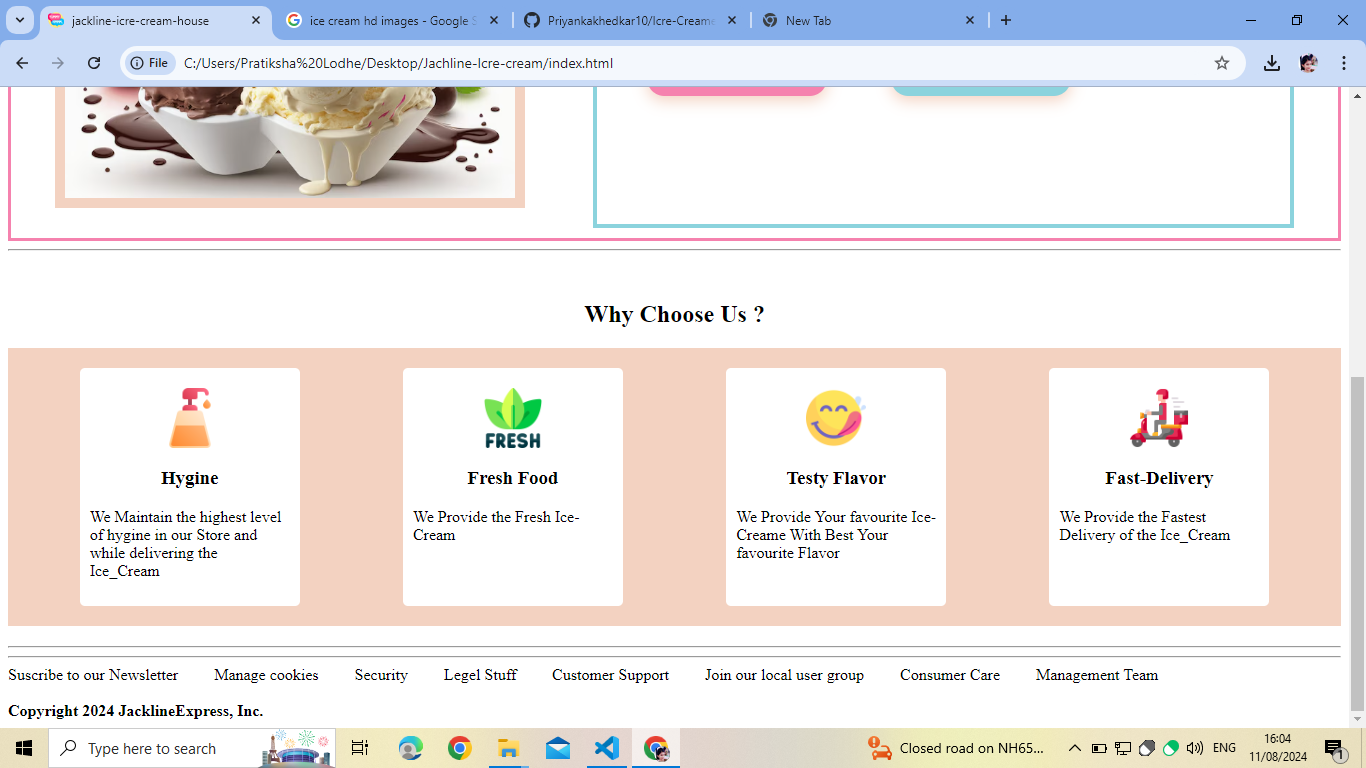 jackline-icre-cream-house
ice cream hd images - Google S
Priyankakhedkar10/Icre-Creame
New Tab
File
C:/Users/Pratiksha%20Lodhe/Desktop/Jachline-Icre-cream/index.html
Why Choose Us ?
FRESH
Hygine
Fresh Food
Testy Flavor
Fast-Delivery
We Maintain the highest level
of hygine in our Store and
while delivering the
Ice_Cream
We Provide the Fresh Ice-
Cream
We Provide Your favourite Ice-
Creame With Best Your
favourite Flavor
We Provide the Fastest
Delivery of the Ice_Cream
Suscribe to our Newsletter Manage cookies Security Legel Stuff Customer Support Join our local user group Consumer Care Management Team
Copyright 2024 JacklineExpress, Inc.
Type here to search
Closed road on NH65...
ENG
16:04
11/08/2024
1